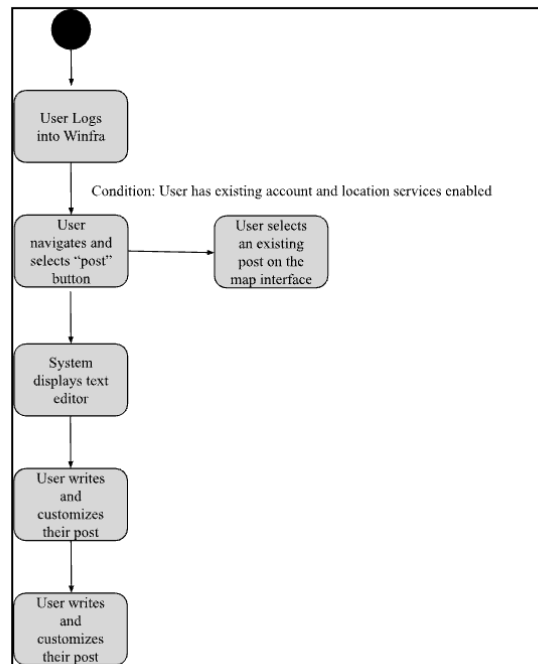 User Logs
into Winfra
Condition: User has existing account and location services enabled
User
navigates and
selects “post”
button
User selects
an existing
post on the
map interface
System
displays text
editor
User writes
and
customizes
their post
User writes
and
customizes
their post